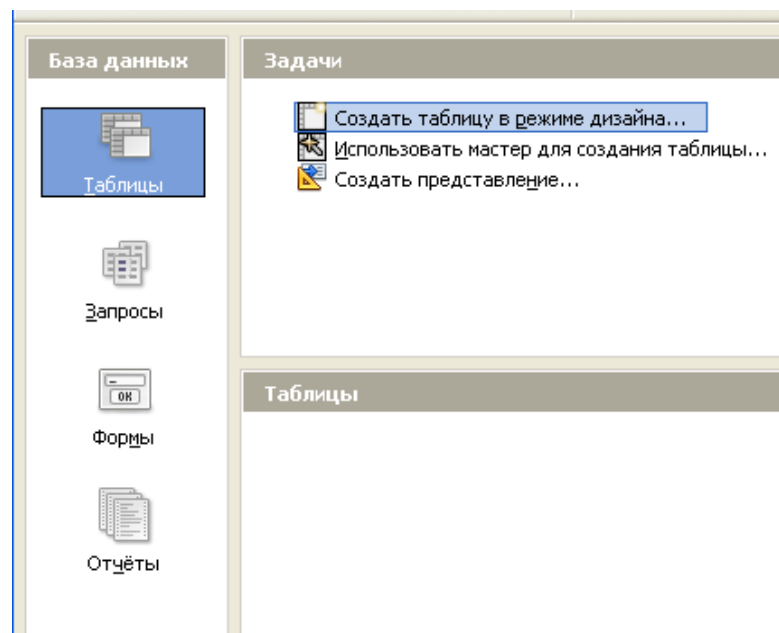 База данных
Таблицы
Запросы
Формы
Отчёты
Задачи
Создать таблицу в режиме дизайна...
Использовать мастер для создания таблицы...
Создать представление...
Таблицы